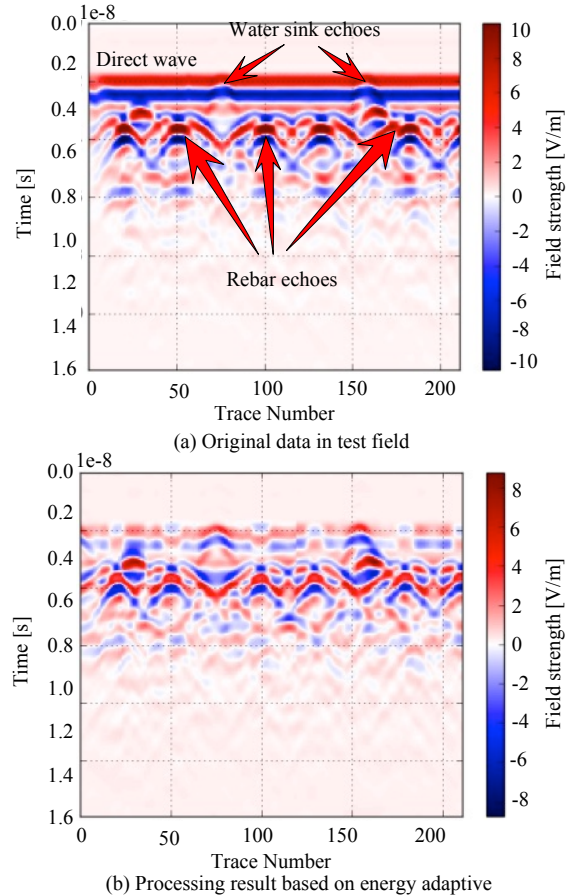 1e-8
0.0
Water sink echoes
10
Direct wave
0.2
8
0.4
6
4
0.6
2
0.8
0
1.0
-2
Rebar echoes
-4
1.2
-6
1.4
-8
1.6
-10
Time [s]
Field strength [V/m]
0 50 100 150 200
Trace Number
(a) Original data in test field
1e-8
0.0
8
0.2
6
0.4
4
0.6
2
0.8
0
1.0
-2
1.2
-4
1.4
-6
1.6
-8
Time [s]
Field strength [V/m]
0 50 100 150 200
Trace Number
(b) Processing result based on energy adaptive